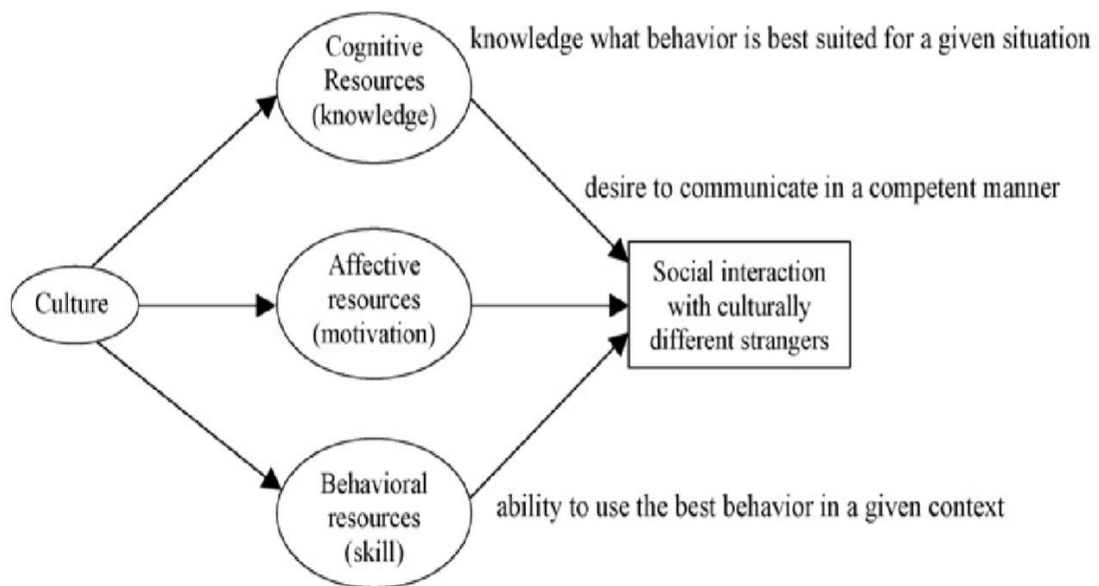 Cognitive
Resources
(knowledge)
knowledge what behavior is best suited for a given situation
desire to communicate in a competent manner
Culture
Affective
resources
(motivation)
Social interaction
with culturally
different strangers
Behavioral
resources
(skill)
ability to use the best behavior in a given context